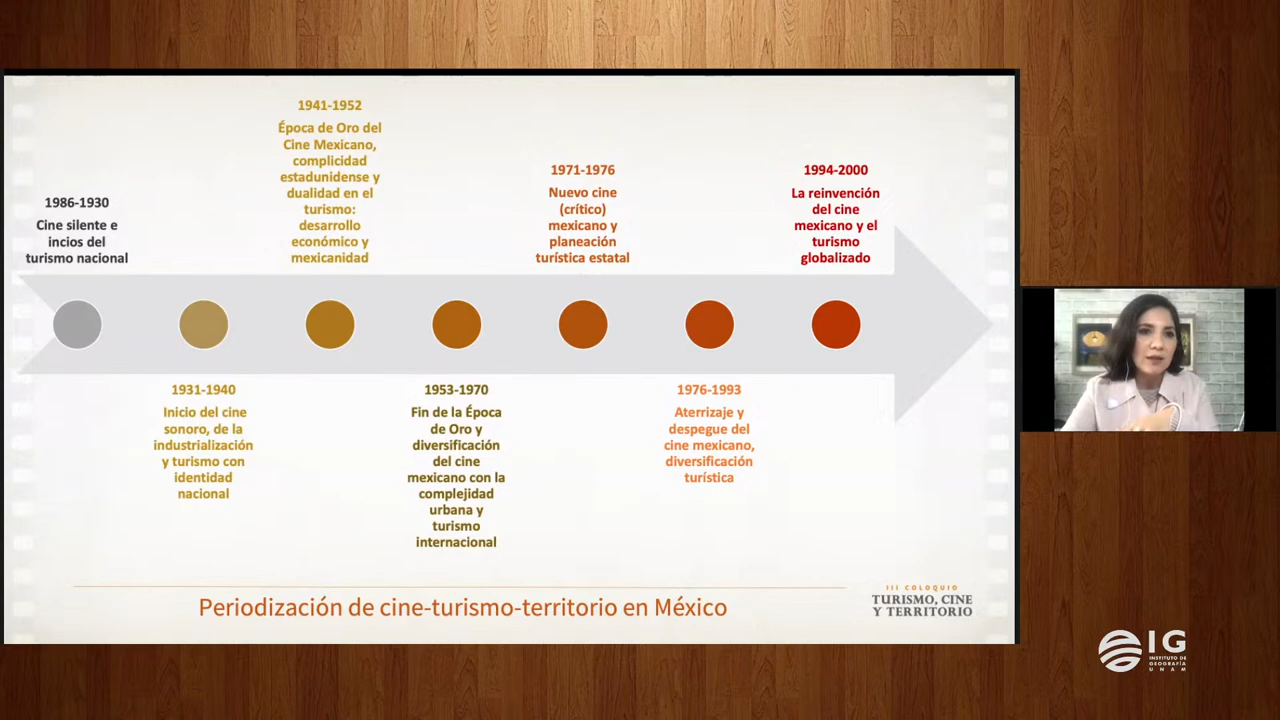 1986-1930
Cine silente e
incios del
turismo nacional
1931-1940
Inicio del cine
sonoro, de la
industrialización
y turismo con
identidad
nacional
1941-1952
Época de Oro del
Cine Mexicano,
complicidad
estadunidense y
dualidad en el
turismo:
desarrollo
económico y
mexicanidad
1953-1970
Fin de la Época
de Oro y
diversificación
del cine
mexicano con la
complejidad
urbana y
turismo
internacional
1971-1976
Nuevo cine
(crítico)
mexicano y
planeación
turística estatal
1976-1993
Aterrizaje y
despegue del
cine mexicano,
diversificación
turística
1994-2000
La reinvención
del cine
mexicano y el
turismo
globalizado
Periodización de cine-turismo-territorio en México
III COLOQUIO
TURISMO, CINE
Y TERRITORIO
IG
INSTITUTO DE
GEOGRAFÍA
UNAM